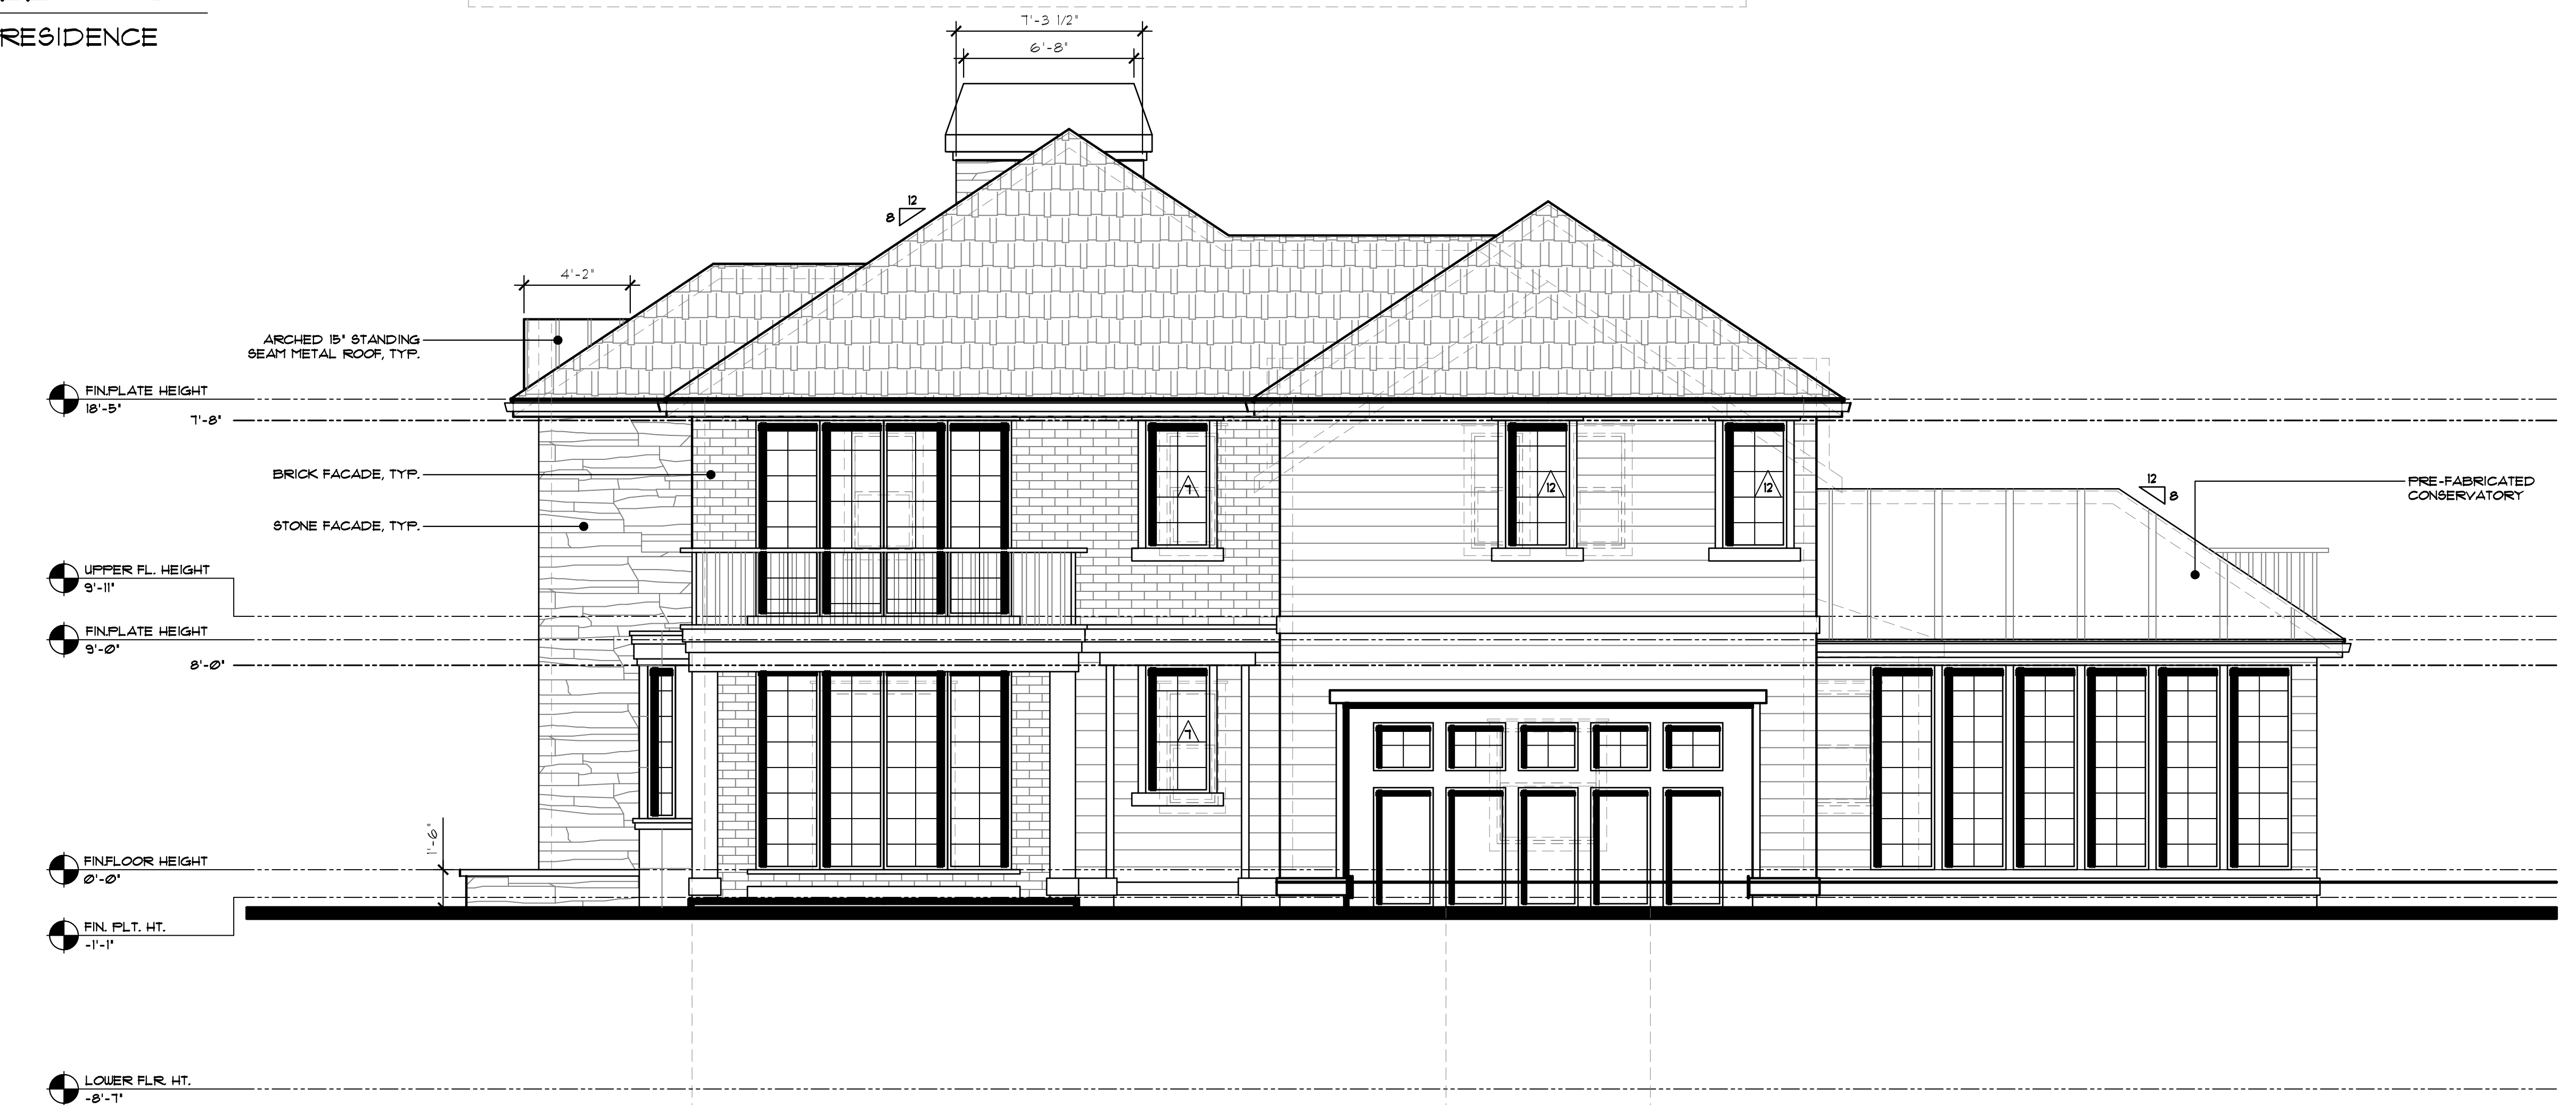 RESIDENCE
7'-3 1/2"
6'-8"
12
8
4'-2"
ARCHED 15" STANDING
SEAM METAL ROOF, TYP.
FIN.PLATE HEIGHT
18'-5"
7'-8"
BRICK FACADE, TYP.
STONE FACADE, TYP.
7
12
12
12
8
PRE-FABRICATED
CONSERVATORY
UPPER FL. HEIGHT
9'-11"
FIN.PLATE HEIGHT
9'-0"
8'-0"
7
1'-6"
FIN.FLOOR HEIGHT
0'-0"
FIN. PLT. HT.
-1'-1"
LOWER FLR. HT.
-8'-7"